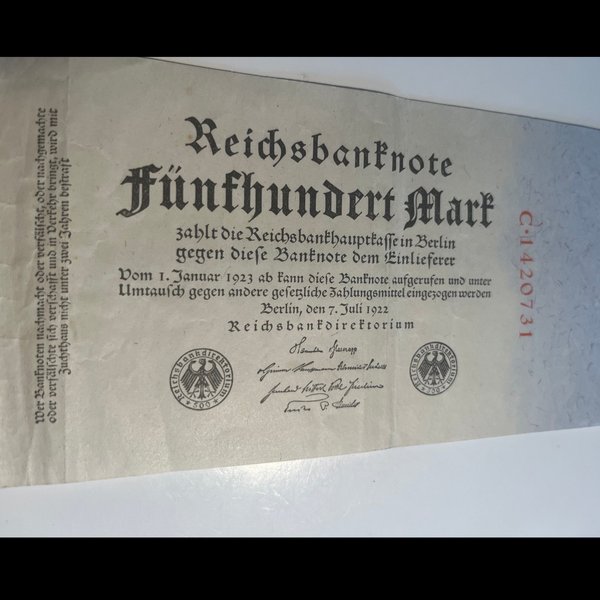 Reichsbanknote
Fünfhundert Mark
zahlt die Reichsbankhauptkasse in Berlin
gegen diese Banknote dem Einlieferer
Vom 1. Januar 1923 ab kann diese Banknote aufgerufen und unter
Umtausch gegen andere gesetzliche Zahlungsmittel eingezogen werden
Berlin, den 7. Juli 1922
Reichsbankdirektorium
Reichsbankdirektorium
Reichsbankdirektorium
C·1420731
Wer Banknoten nachmacht oder verfälscht, oder nachgemachte
oder verfälschte sich verschafft und in Verkehr bringt, wird mit
Zuchthaus nicht unter zwei Jahren bestraft